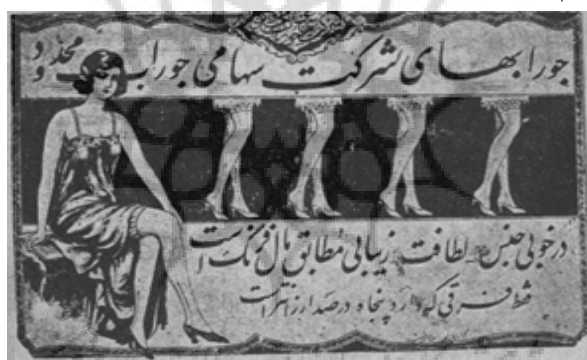 جورابهای شرکت سهامی جوراب محدود
در خوبی جنس لطافت زیبائی مطابق مال فرنگ است
فقط فرقی که دارد پنجاه درصد ارزانتر است